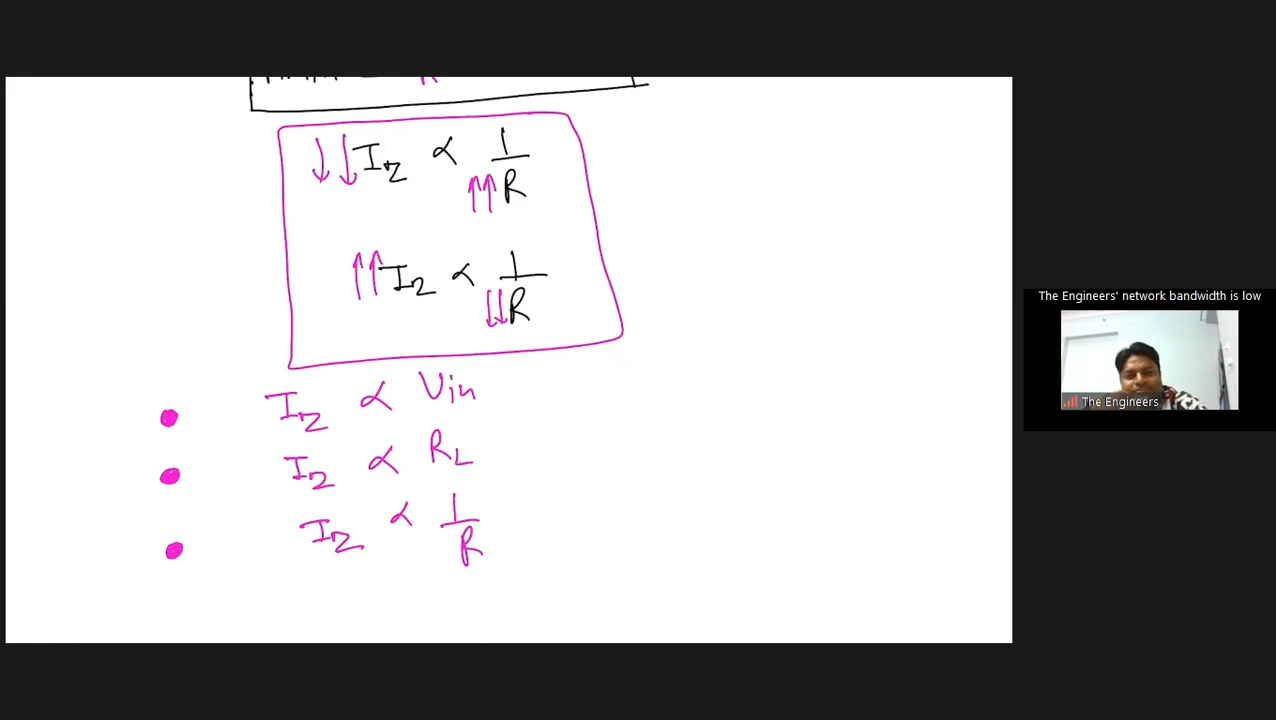 ↓↓ I_Z ∝ 1/R ↑↑
↑↑ I_Z ∝ 1/R ↓↓
• I_Z ∝ Vin
• I_Z ∝ R_L
• I_Z ∝ 1/R
The Engineers' network bandwidth is low
The Engineers